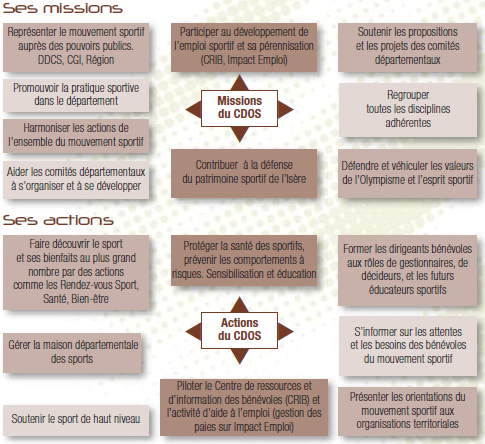 Ses missions
Représenter le mouvement sportif
auprès des pouvoirs publics.
DDCS, CGI, Région
Promouvoir la pratique sportive
dans le département
Harmoniser les actions de
l'ensemble du mouvement sportif
Aider les comités départementaux
à s'organiser et à se développer
Participer au développement de
l'emploi sportif et sa pérennisation
(CRIB, Impact Emploi)
Missions
du CDOS
Contribuer à la défense
du patrimoine sportif de l'Isère
Soutenir les propositions
et les projets des comités
départementaux
Regrouper
toutes les disciplines
adhérentes
Défendre et véhiculer les valeurs
de l'Olympisme et l'esprit sportif
Ses actions
Faire découvrir le sport
et ses bienfaits au plus grand
nombre par des actions
comme les Rendez-vous Sport,
Santé, Bien-être
Gérer la maison départementale
des sports
Soutenir le sport de haut niveau
Protéger la santé des sportifs,
prévenir les comportements à
risques. Sensibilisation et éducation
Actions
du CDOS
Piloter le Centre de ressources et
d'information des bénévoles (CRIB) et
l'activité d'aide à l'emploi (gestion des
paies sur Impact Emploi)
Former les dirigeants bénévoles
aux rôles de gestionnaires, de
décideurs, et les futurs
éducateurs sportifs
S'informer sur les attentes
et les besoins des bénévoles
du mouvement sportif
Présenter les orientations du
mouvement sportif aux
organisations territoriales